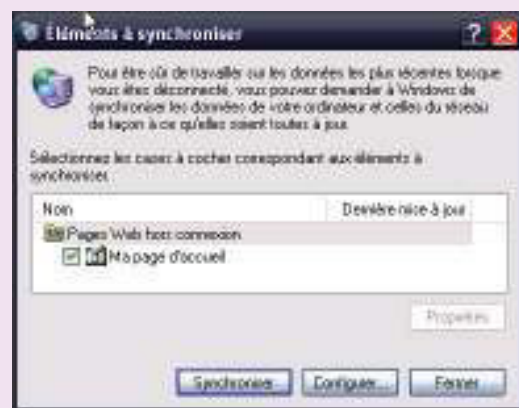 Éléments à synchroniser
Pour être sûr de travailler sur les données les plus récentes lorsque
vous êtes déconnecté, vous pouvez demander à Windows de
synchroniser les données de votre ordinateur et celles du réseau
de façon à ce qu'elles soient toutes à jour.
Sélectionnez les cases à cocher correspondant aux éléments à
synchroniser.
Nom Dernière mise à jour
Pages Web hors connexion
Ma page d'accueil
Propriétés
Synchroniser Configurer... Fermer